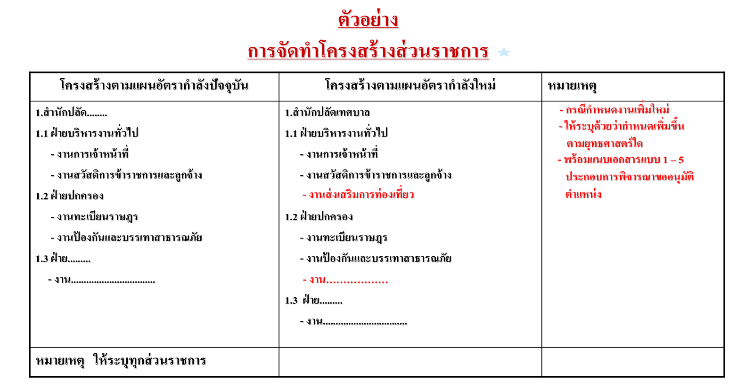 ตัวอย่าง
การจัดทำโครงสร้างส่วนราชการ
โครงสร้างตามแผนอัตรากำลังปัจจุบัน
1.สำนักปลัด........
1.1 ฝ่ายบริหารงานทั่วไป
- งานการเจ้าหน้าที่
- งานสวัสดิการข้าราชการและลูกจ้าง
1.2 ฝ่ายปกครอง
- งานทะเบียนราษฎร
- งานป้องกันและบรรเทาสาธารณภัย
1.3 ฝ่าย.........
- งาน.................................
หมายเหตุ ให้ระบุทุกส่วนราชการ
โครงสร้างตามแผนอัตรากำลังใหม่
1.สำนักปลัดเทศบาล
1.1 ฝ่ายบริหารงานทั่วไป
- งานการเจ้าหน้าที่
- งานสวัสดิการข้าราชการและลูกจ้าง
- งานส่งเสริมการท่องเที่ยว
1.2 ฝ่ายปกครอง
- งานทะเบียนราษฎร
- งานป้องกันและบรรเทาสาธารณภัย
- งาน………………
1.3 ฝ่าย.........
- งาน.................................
หมายเหตุ
- กรณีกำหนดงานเพิ่มใหม่
- ให้ระบุด้วยว่ากำหนดเพิ่มขึ้น
ตามยุทธศาสตร์ใด
- พร้อมแนบเอกสารแบบ 1 – 5
ประกอบการพิจารณาขออนุมัติ
ตำแหน่ง